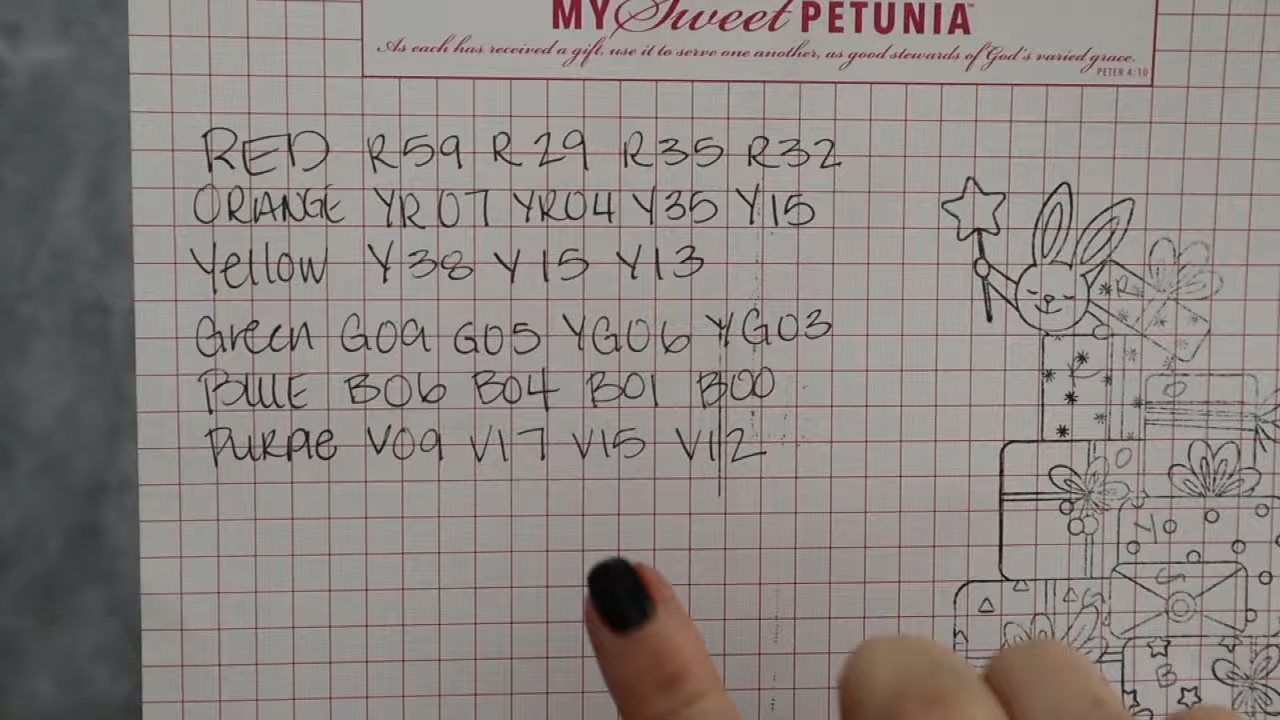 MY Sweet PETUNIA™
As each has received a gift, use it to serve one another, as good stewards of God's varied grace.
PETER 4:10
RED R59 R29 R35 R32
ORANGE YR07 YR04 Y35 Y15
Yellow Y38 Y15 Y13
Green G09 G05 YG06 YG03
BLUE B06 B04 B01 B00
PURPLE V09 V17 V15 V12
R
P
O
O
YO
G
G
B